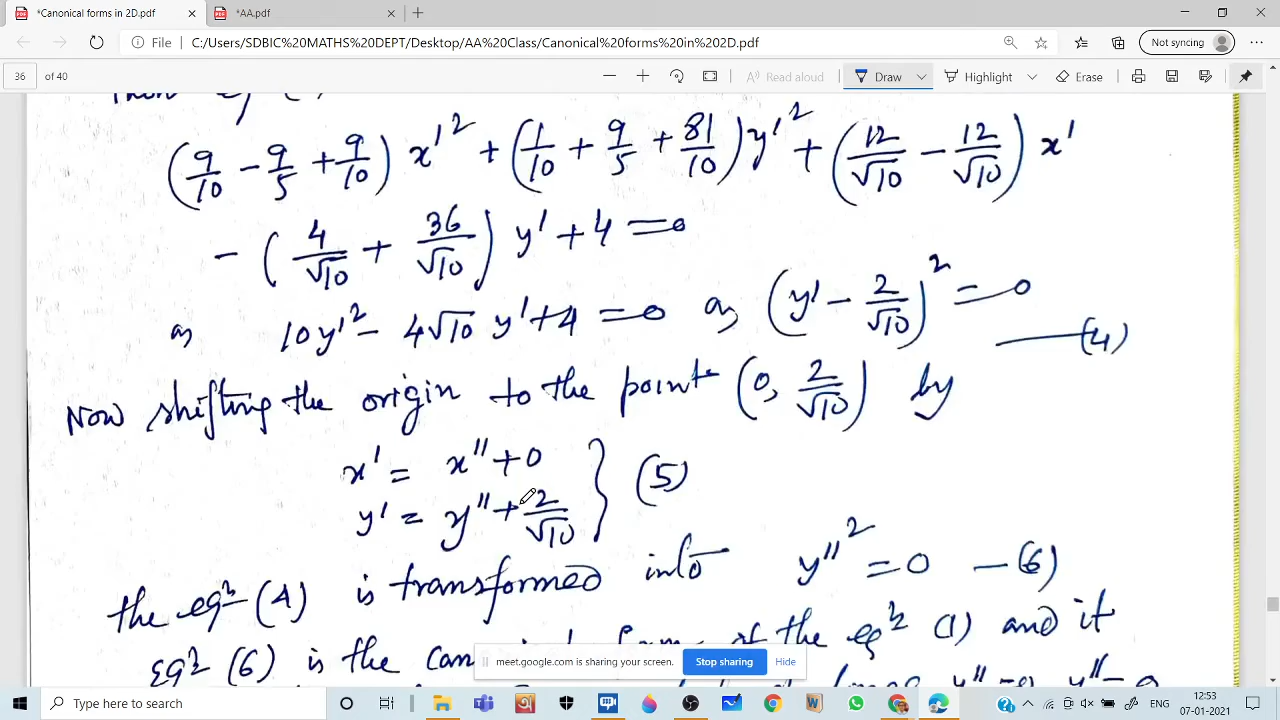 *Canonical forms in 2D.pdf
*AA.pdf
File C:/Users/SDBIC%20MATHS%20DEPT/Desktop/AA%20Class/Canonical%20forms%20in%202D.pdf
Not syncing
36 of 40
Read aloud
Draw
Highlight
Erase
(9/10 - 9/5 + 9/10) x'² + (1/10 + 9/5 + 81/10) y'² + (12/√10 - 12/√10) x'
- (4/√10 + 36/√10) y' + 4 = 0
10y'² - 4√10 y' + 4 = 0 (y' - 2/√10)² = 0
(4)
Now shifting the origin to the point (0, 2/√10) by
x' = x'' + 0
y' = y'' + 2/√10 } (5)
the eqⁿ (4) is transformed into y''² = 0 - (6)
Eqⁿ (6) is the of the eqⁿ (1) and it
meet.google.com is sharing your screen.
Stop sharing
Hide
Type here to search
ENG
12:53
07-01-2021